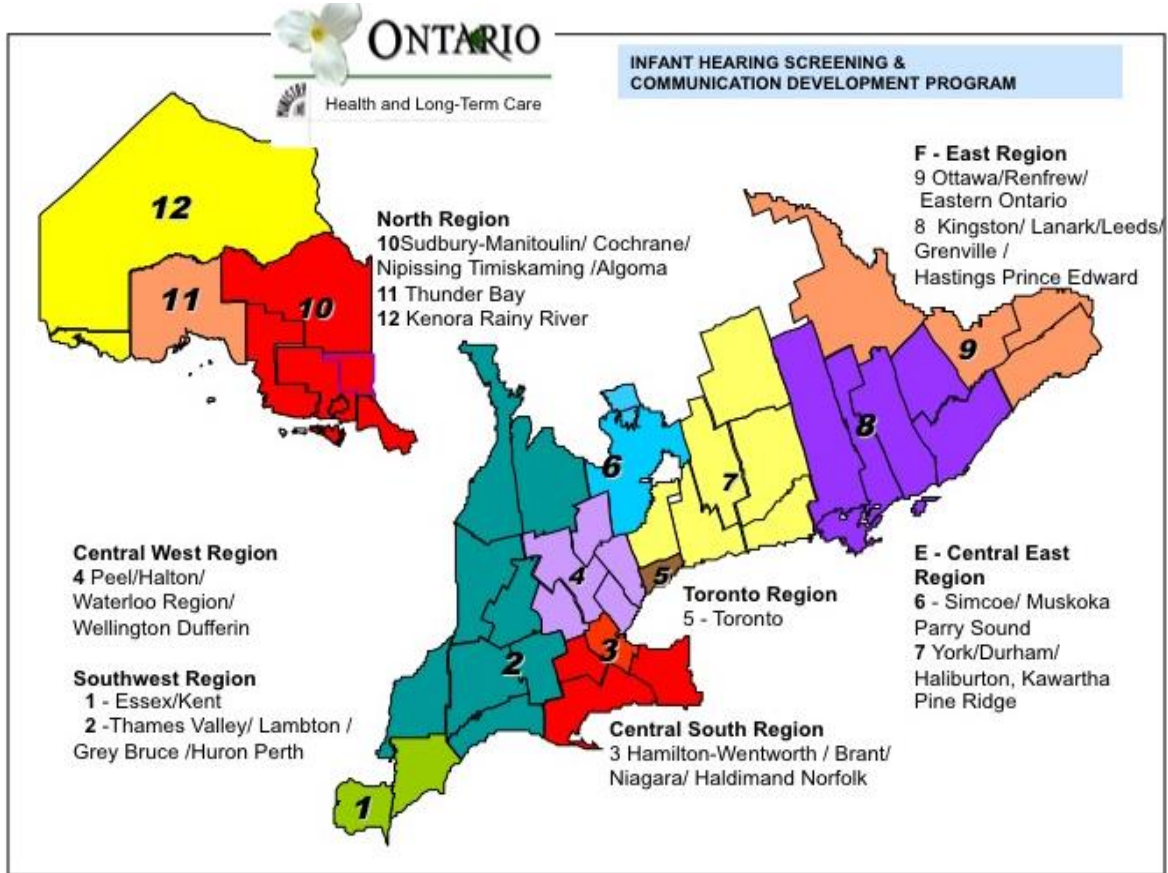 ONTARIO
MINISTRY
Health and Long-Term Care
INFANT HEARING SCREENING &
COMMUNICATION DEVELOPMENT PROGRAM
F - East Region
9 Ottawa/Renfrew/
Eastern Ontario
8 Kingston/ Lanark/Leeds/
Grenville /
Hastings Prince Edward
North Region
10Sudbury-Manitoulin/ Cochrane/
Nipissing Timiskaming /Algoma
11 Thunder Bay
12 Kenora Rainy River
12
11
10
9
8
6
7
4
5
2
3
1
Central West Region
4 Peel/Halton/
Waterloo Region/
Wellington Dufferin
Toronto Region
5 - Toronto
E - Central East
Region
6 - Simcoe/ Muskoka
Parry Sound
7 York/Durham/
Haliburton, Kawartha
Pine Ridge
Southwest Region
1 - Essex/Kent
2 -Thames Valley/ Lambton /
Grey Bruce /Huron Perth
Central South Region
3 Hamilton-Wentworth / Brant/
Niagara/ Haldimand Norfolk